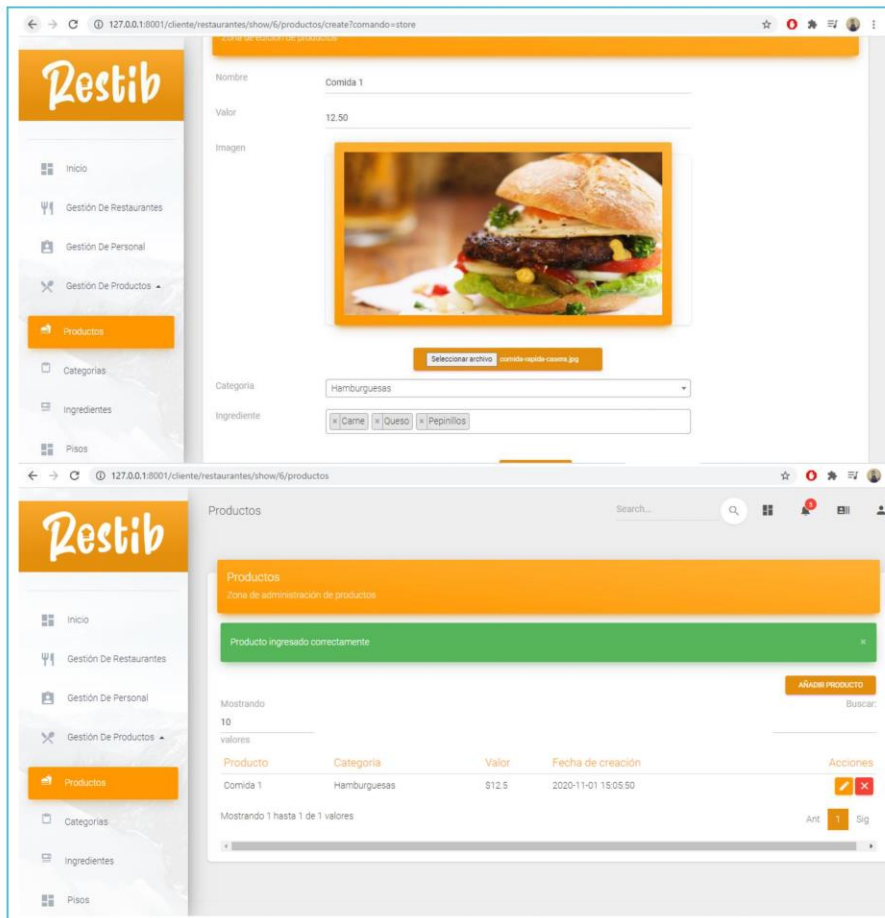 127.0.0.1:8001/cliente/restaurantes/show/6/productos/create?comando=store
Restib
Zona de edición de productos
Nombre
Comida 1
Valor
12.50
Imagen
Inicio
Gestión De Restaurantes
Gestión De Personal
Gestión De Productos
Productos
Categorias
Ingredientes
Pisos
Seleccionar archivo comida-rapida-casera.jpg
Categoria
Hamburguesas
Ingrediente
× Carne × Queso × Pepinillos
127.0.0.1:8001/cliente/restaurantes/show/6/productos
Restib
Productos
Search...
Inicio
Gestión De Restaurantes
Gestión De Personal
Gestión De Productos
Productos
Categorias
Ingredientes
Pisos
Productos
Zona de administración de productos
Producto ingresado correctamente ×
AÑADIR PRODUCTO
Mostrando
10
valores
Buscar:
Producto Categoria Valor Fecha de creación Acciones
Comida 1 Hamburguesas $12.5 2020-11-01 15:05:50
Mostrando 1 hasta 1 de 1 valores
Ant 1 Sig